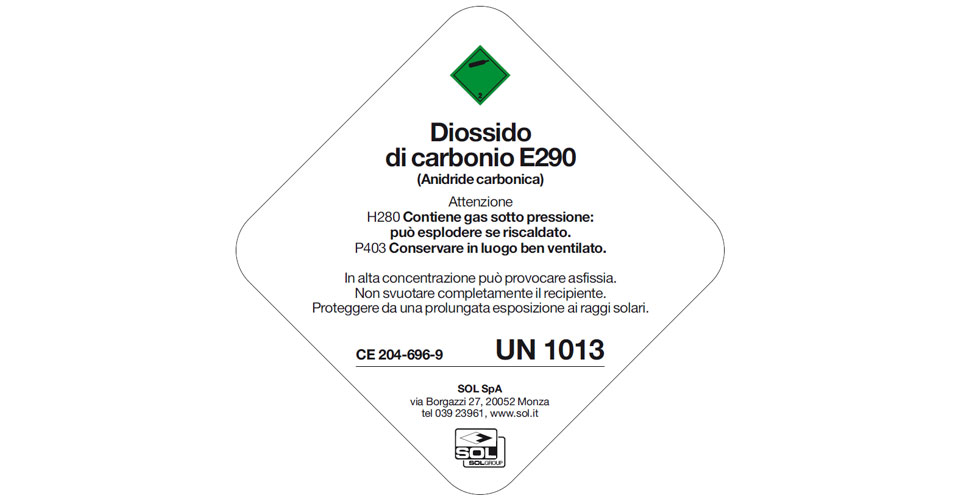 2
Diossido
di carbonio E290
(Anidride carbonica)
Attenzione
H280 Contiene gas sotto pressione:
può esplodere se riscaldato.
P403 Conservare in luogo ben ventilato.
In alta concentrazione può provocare asfissia.
Non svuotare completamente il recipiente.
Proteggere da una prolungata esposizione ai raggi solari.
CE 204-696-9 UN 1013
SOL SpA
via Borgazzi 27, 20052 Monza
tel 039 23961, www.sol.it
SOL
SOLGROUP